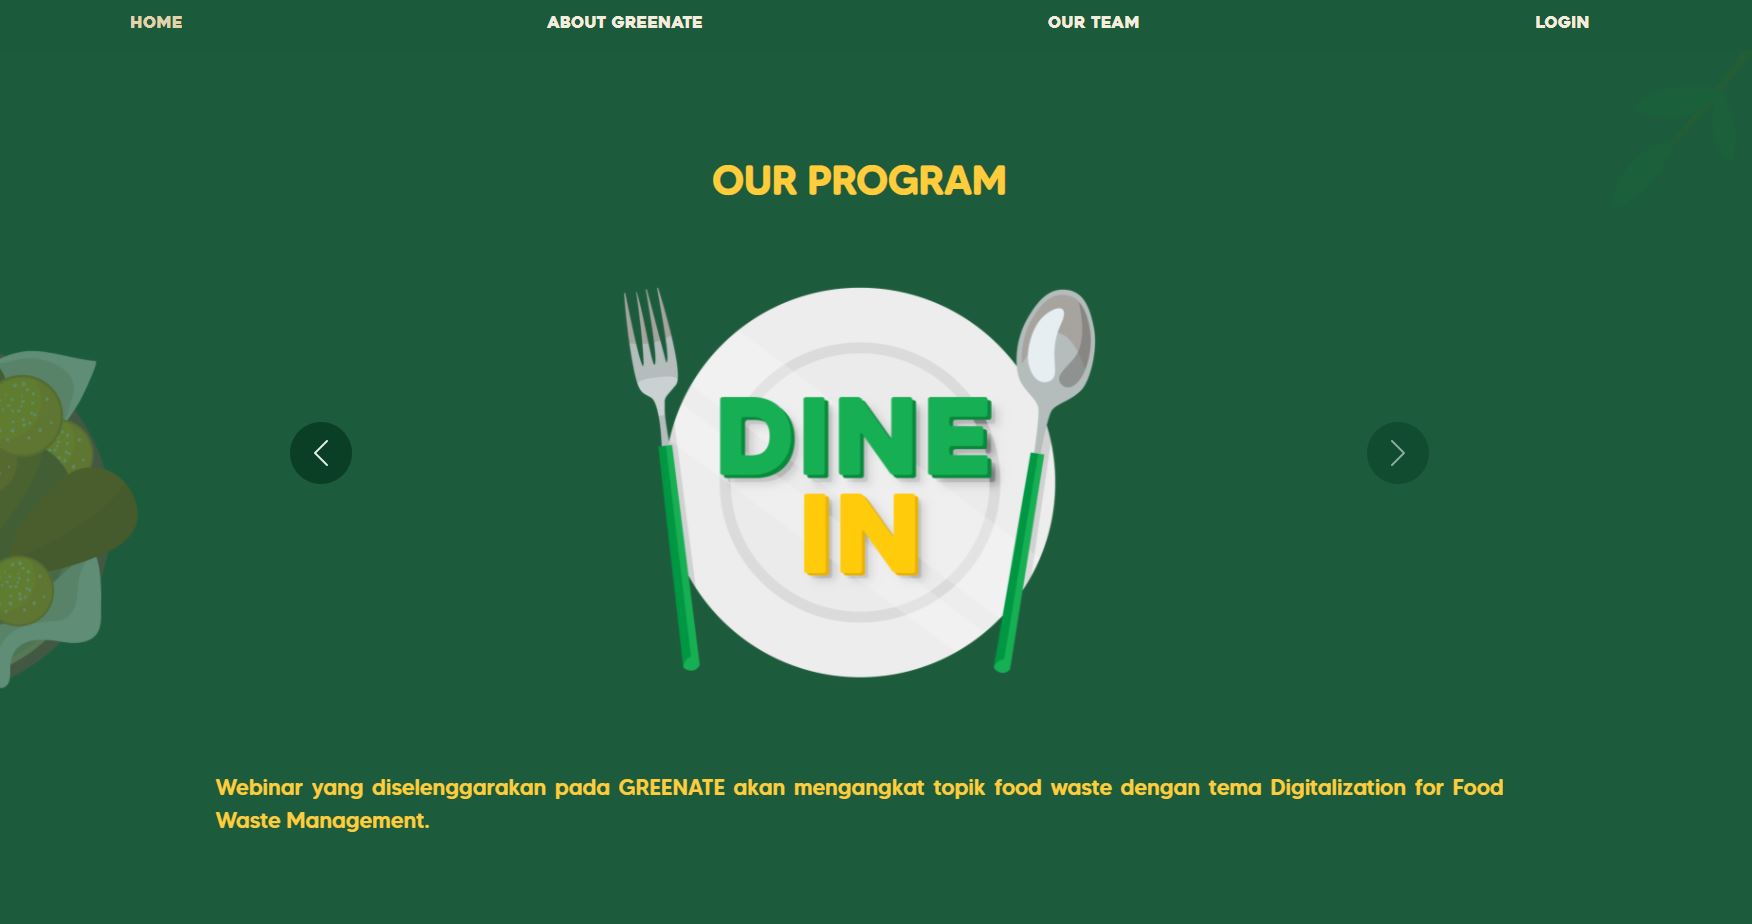 HOME
ABOUT GREENATE
OUR TEAM
LOGIN
OUR PROGRAM
DINE
IN
Webinar yang diselenggarakan pada GREENATE akan mengangkat topik food waste dengan tema Digitalization for Food
Waste Management.